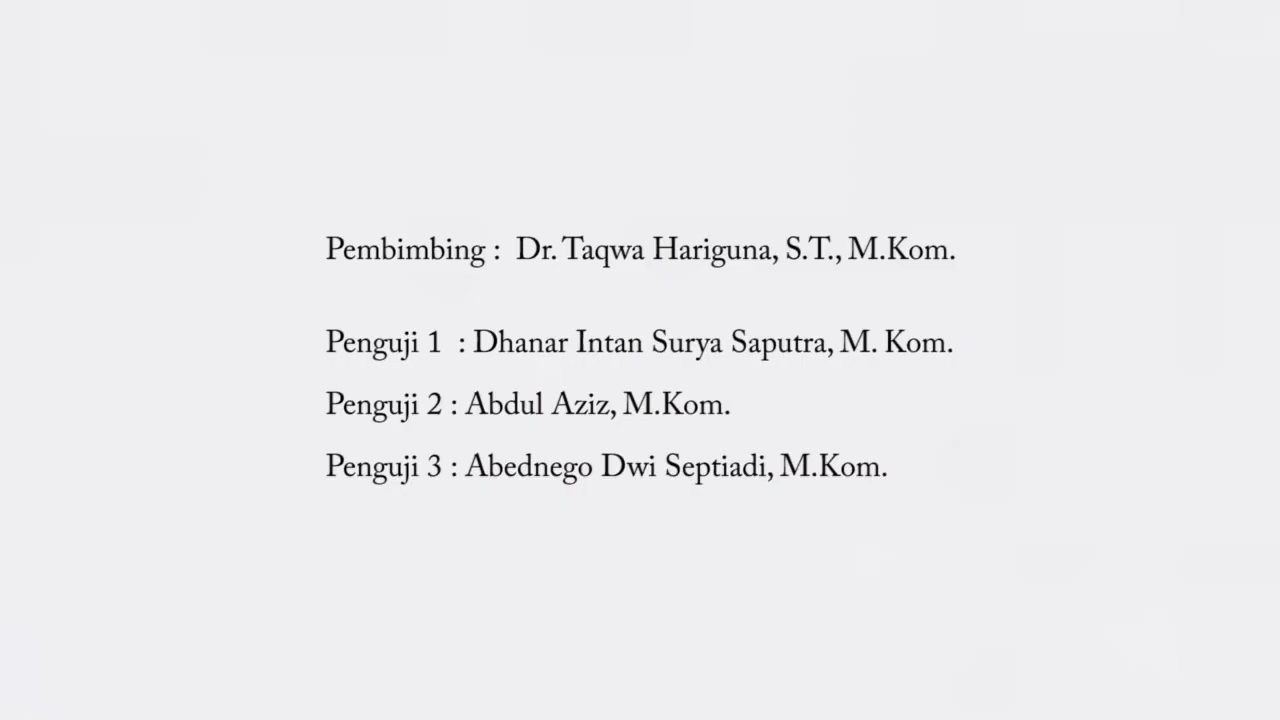 Pembimbing : Dr. Taqwa Hariguna, S.T., M.Kom.
Penguji 1 : Dhanar Intan Surya Saputra, M. Kom.
Penguji 2 : Abdul Aziz, M.Kom.
Penguji 3 : Abednego Dwi Septiadi, M.Kom.